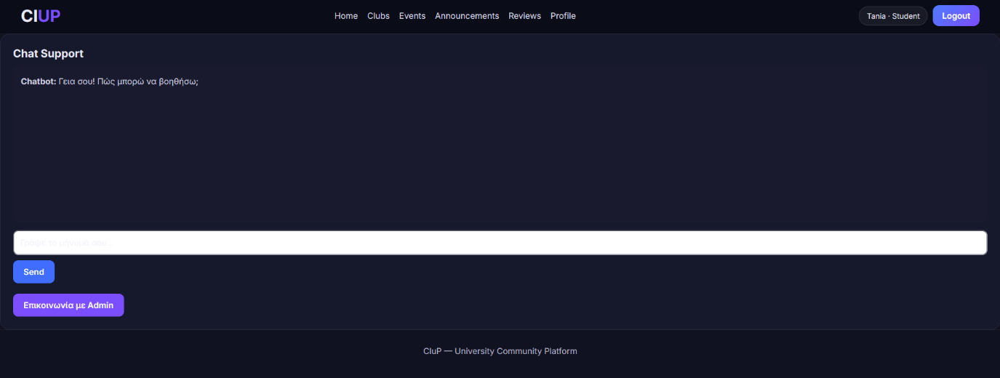 ClUP
Home Clubs Events Announcements Reviews Profile
Tania · Student
Logout
Chat Support
Chatbot: Γεια σου! Πώς μπορώ να βοηθήσω;
Γράψε το μήνυμά σου...
Send
Επικοινωνία με Admin
CluP — University Community Platform